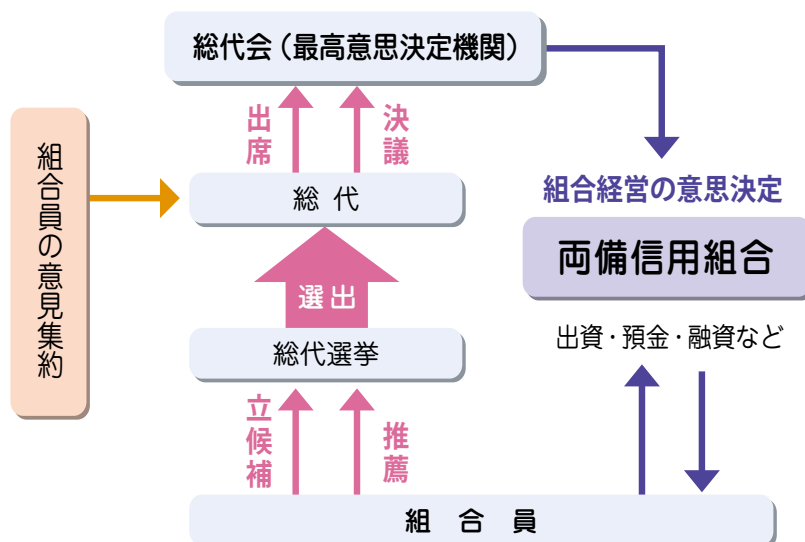 総代会（最高意思決定機関）
出席
決議
組合員の意見集約
総代
組合経営の意思決定
両備信用組合
選出
出資・預金・融資など
総代選挙
立候補
推薦
組合員